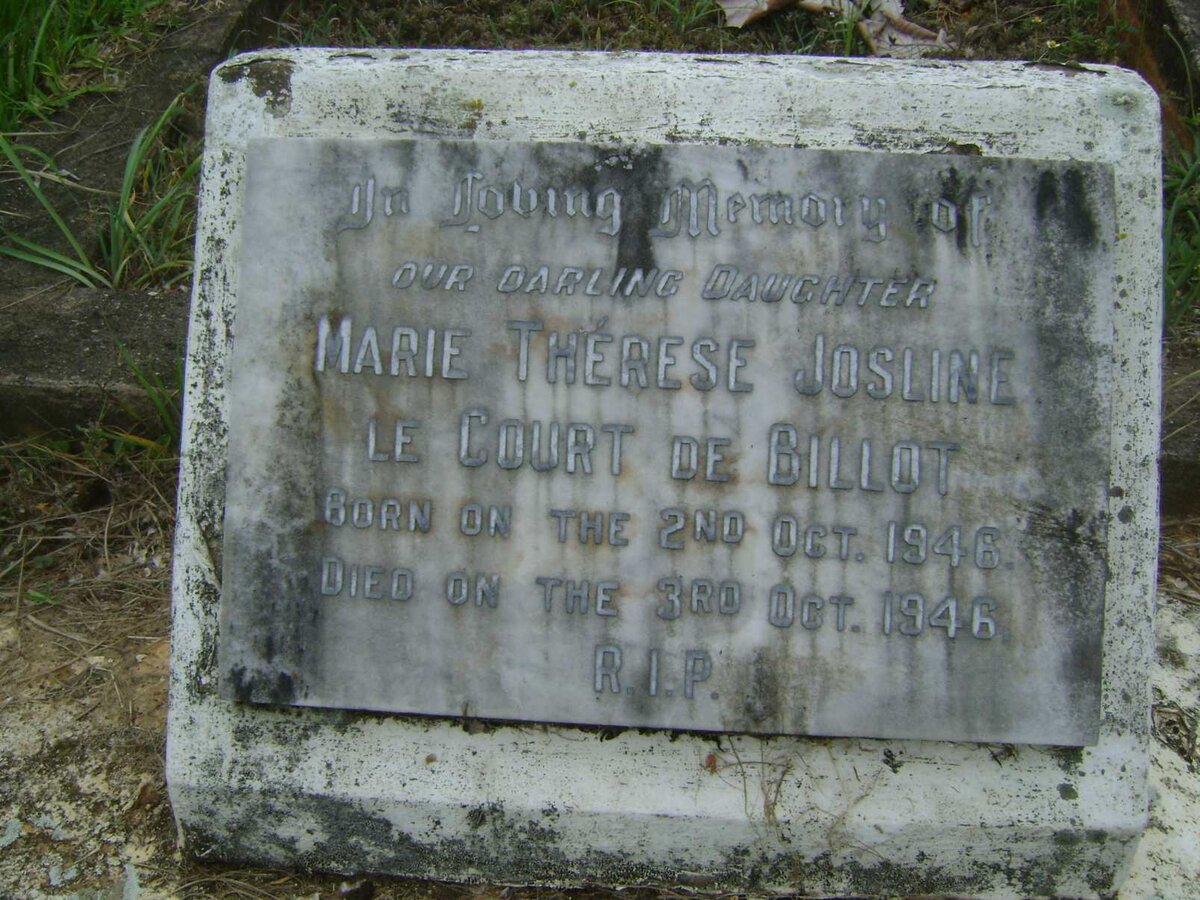 In Loving Memory of
OUR DARLING DAUGHTER
MARIE THÉRESE JOSLINE
LE COURT DE BILLOT
BORN ON THE 2ND OCT. 1946.
DIED ON THE 3RD OCT. 1946
R.I.P.